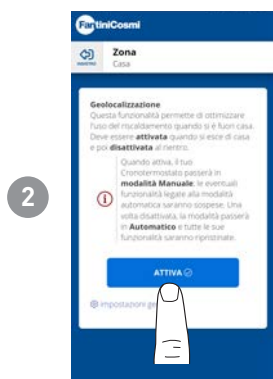 FantiniCosmi
Zona
INDIETRO
Casa
Geolocalizzazione
Questa funzionalità permette di ottimizzare
l'uso del riscaldamento quando si è fuori casa.
Deve essere attivata quando si esce di casa
e poi disattivata al rientro.
Quando attiva, il tuo
Cronotermostato passerà in
modalità Manuale, le eventuali
funzionalità legate alla modalità
automatica saranno sospese. Una
volta disattivata, la modalità passerà
in Automatico e tutte le sue
funzionalità saranno ripristinate.
2
ATTIVA
impostazioni